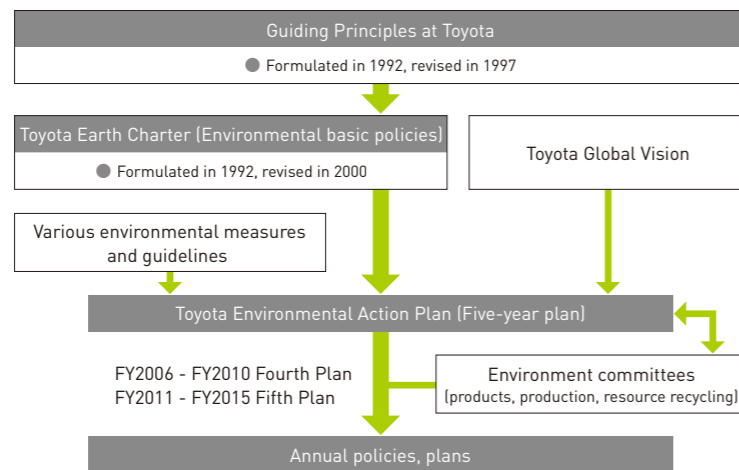 Guiding Principles at Toyota
● Formulated in 1992, revised in 1997
Toyota Earth Charter (Environmental basic policies)
● Formulated in 1992, revised in 2000
Toyota Global Vision
Various environmental measures
and guidelines
Toyota Environmental Action Plan (Five-year plan)
FY2006 - FY2010 Fourth Plan
FY2011 - FY2015 Fifth Plan
Environment committees
(products, production, resource recycling)
Annual policies, plans